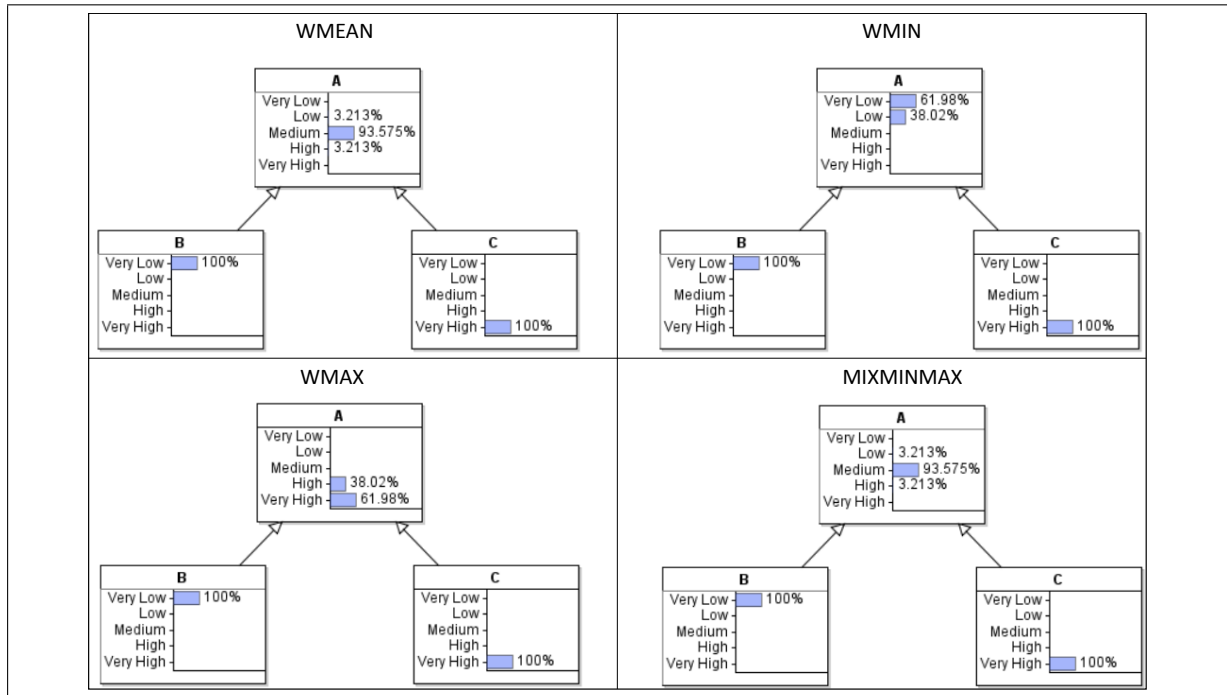 WMEAN
A
Very Low
Low 3.213%
Medium 93.575%
High 3.213%
Very High
B
Very Low 100%
Low
Medium
High
Very High
C
Very Low
Low
Medium
High
Very High 100%
WMIN
A
Very Low 61.98%
Low 38.02%
Medium
High
Very High
B
Very Low 100%
Low
Medium
High
Very High
C
Very Low
Low
Medium
High
Very High 100%
WMAX
A
Very Low
Low
Medium
High 38.02%
Very High 61.98%
B
Very Low 100%
Low
Medium
High
Very High
C
Very Low
Low
Medium
High
Very High 100%
MIXMINMAX
A
Very Low
Low 3.213%
Medium 93.575%
High 3.213%
Very High
B
Very Low 100%
Low
Medium
High
Very High
C
Very Low
Low
Medium
High
Very High 100%